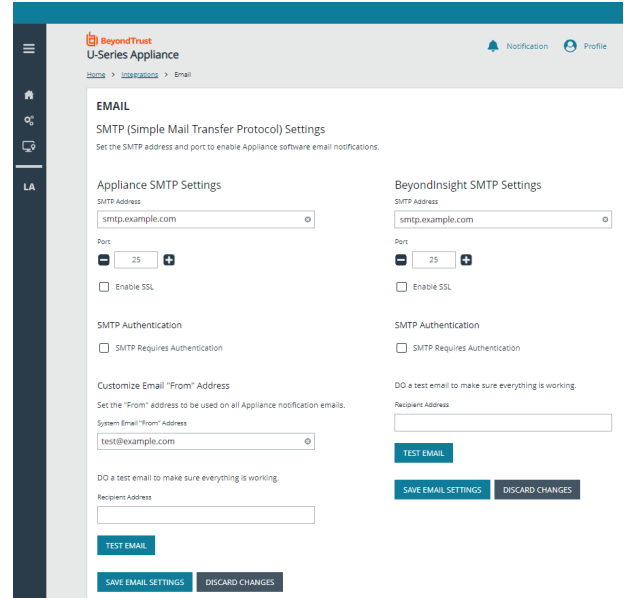 BeyondTrust
U-Series Appliance
Notification
Profile
Home > Integrations > Email
LA
EMAIL
SMTP (Simple Mail Transfer Protocol) Settings
Set the SMTP address and port to enable Appliance software email notifications.
Appliance SMTP Settings
SMTP Address
smtp.example.com
Port
25
Enable SSL
SMTP Authentication
SMTP Requires Authentication
Customize Email "From" Address
Set the "From" address to be used on all Appliance notification emails.
System Email "From" Address
test@example.com
DO a test email to make sure everything is working.
Recipient Address
TEST EMAIL
SAVE EMAIL SETTINGS
DISCARD CHANGES
BeyondInsight SMTP Settings
SMTP Address
smtp.example.com
Port
25
Enable SSL
SMTP Authentication
SMTP Requires Authentication
DO a test email to make sure everything is working.
Recipient Address
TEST EMAIL
SAVE EMAIL SETTINGS
DISCARD CHANGES